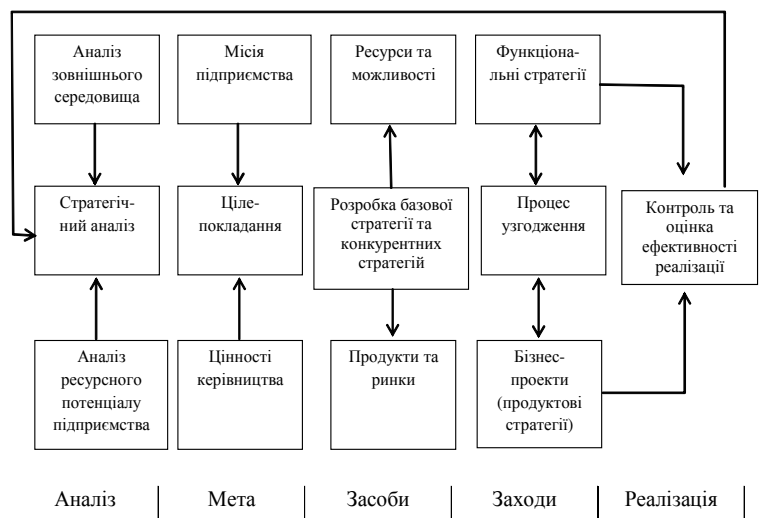 Аналіз
зовнішнього
середовища
Місія
підприємства
Ресурси та
можливості
Функціона-
льні стратегії
Стратегіч-
ний аналіз
Ціле-
покладання
Розробка базової
стратегії та
конкурентних
стратегій
Процес
узгодження
Контроль та
оцінка
ефективності
реалізації
Аналіз
ресурсного
потенціалу
підприємства
Цінності
керівництва
Продукти та
ринки
Бізнес-
проекти
(продуктові
стратегії)
Аналіз
Мета
Засоби
Заходи
Реалізація